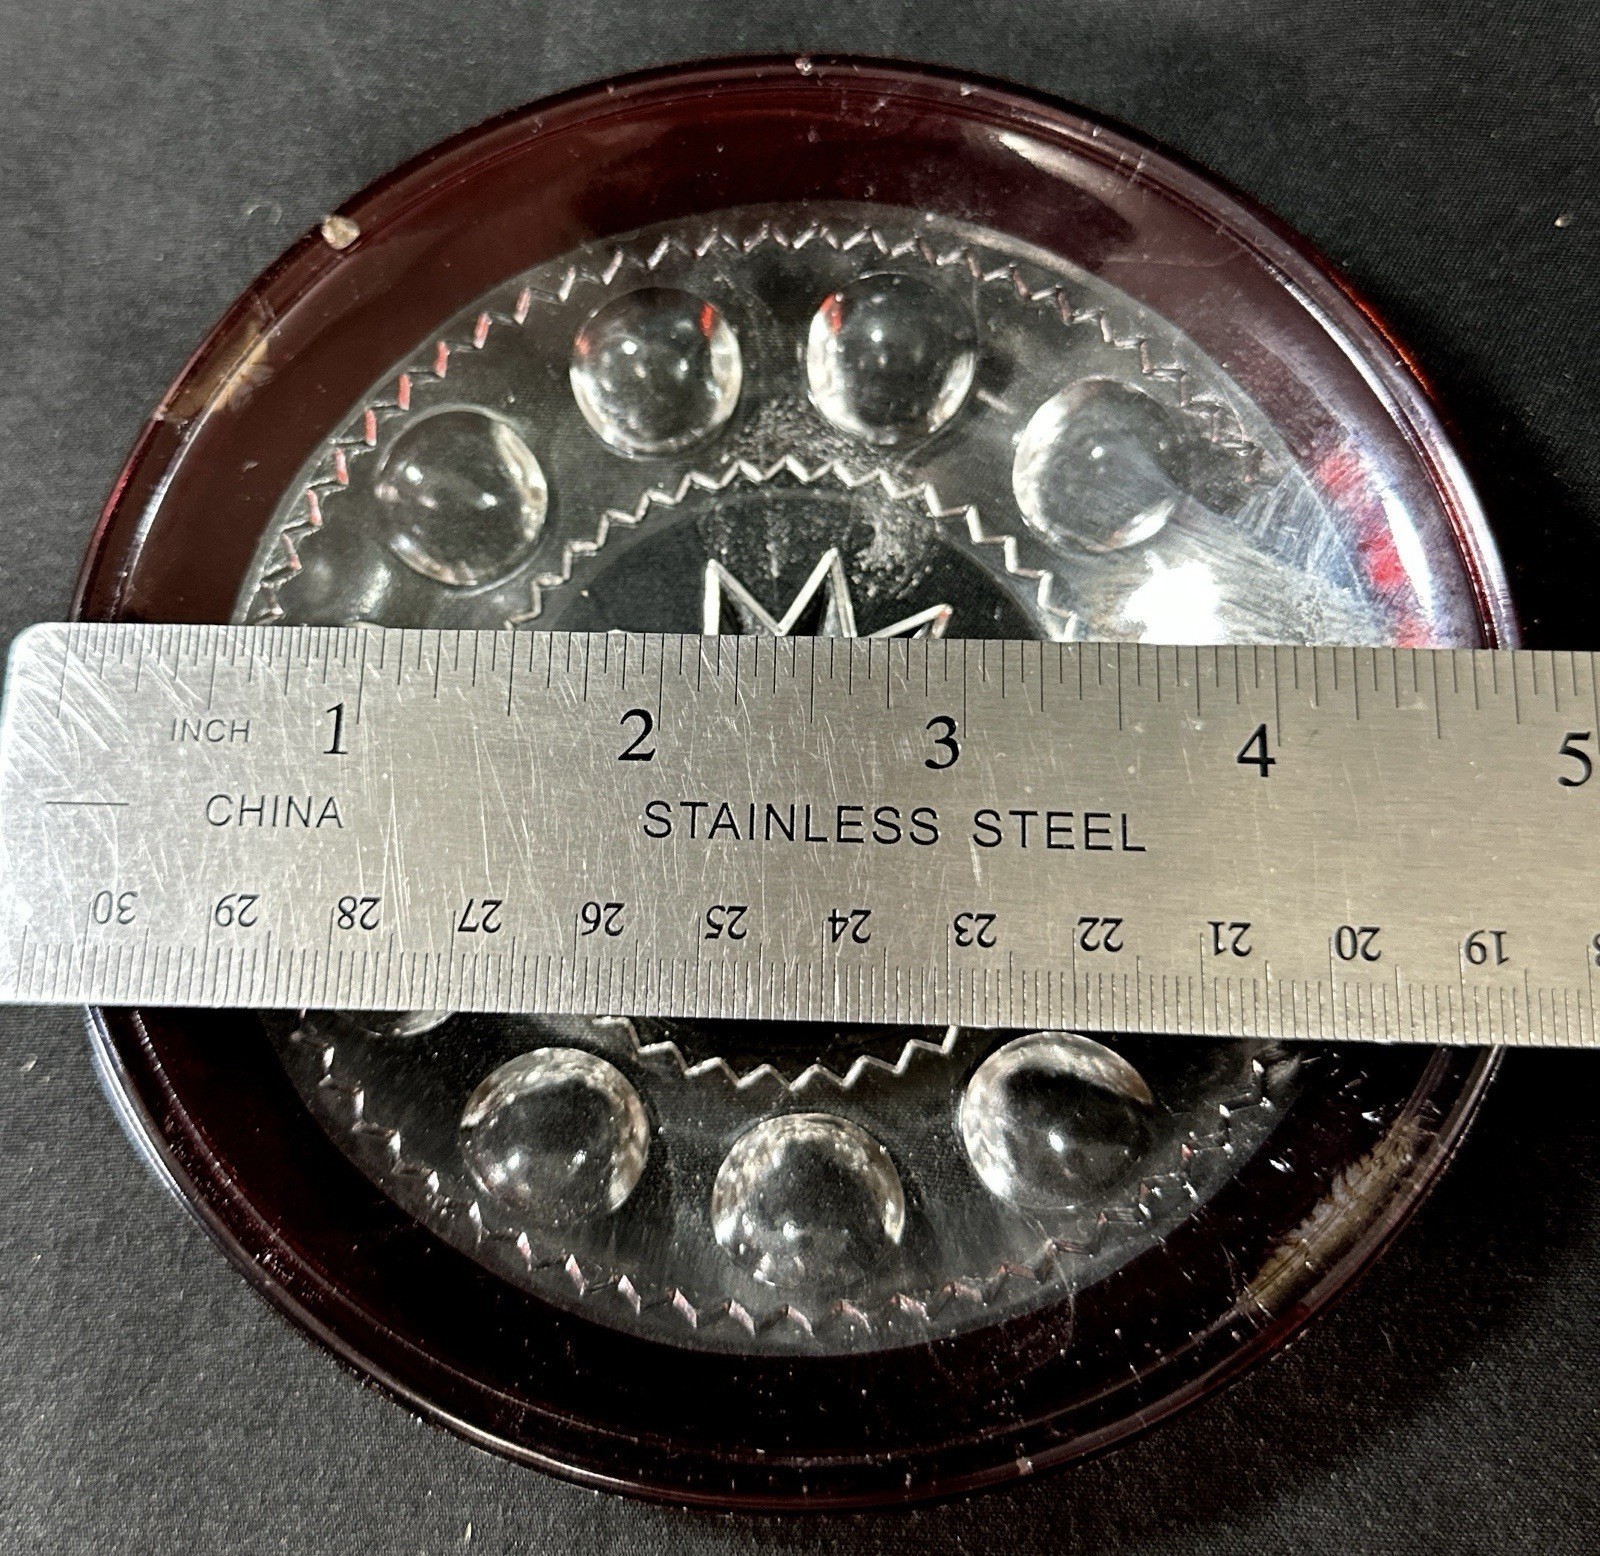 INCH 1 2 3 4 5
CHINA STAINLESS STEEL
30 29 28 27 26 25 24 23 22 21 20 19